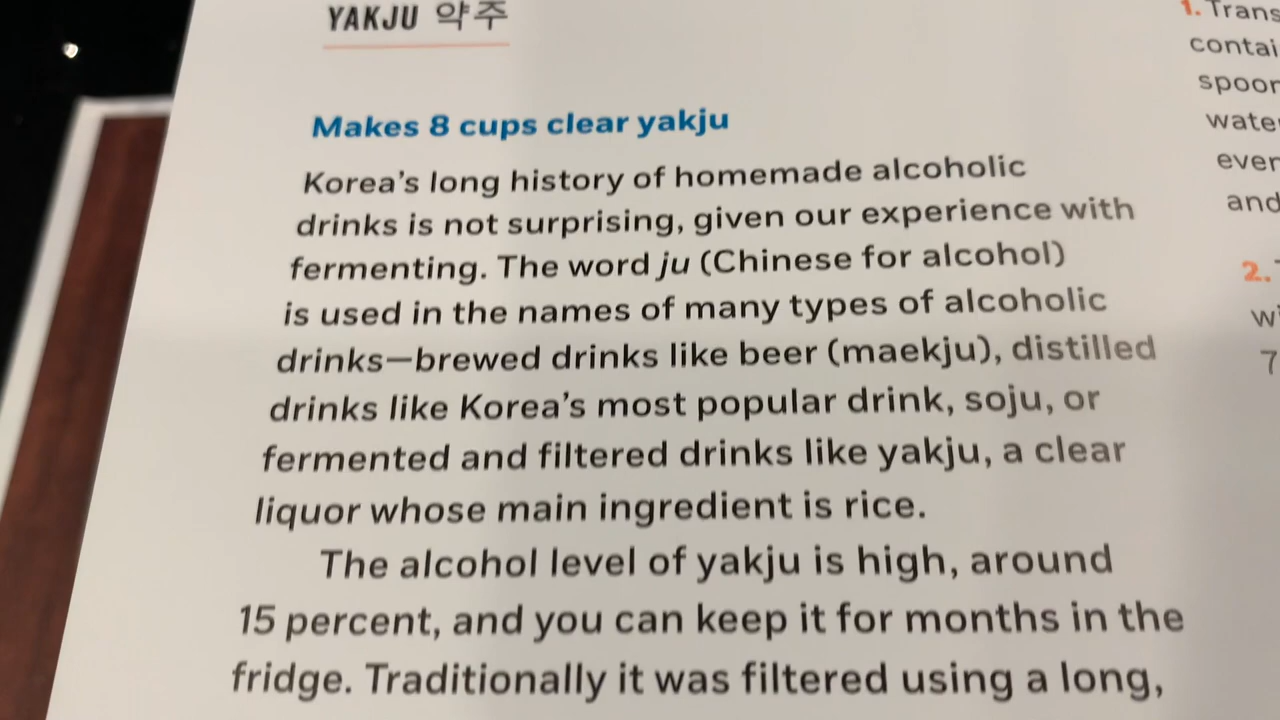 YAKJU 약주
Makes 8 cups clear yakju
Korea's long history of homemade alcoholic
drinks is not surprising, given our experience with
fermenting. The word ju (Chinese for alcohol)
is used in the names of many types of alcoholic
drinks—brewed drinks like beer (maekju), distilled
drinks like Korea's most popular drink, soju, or
fermented and filtered drinks like yakju, a clear
liquor whose main ingredient is rice.
The alcohol level of yakju is high, around
15 percent, and you can keep it for months in the
fridge. Traditionally it was filtered using a long,
1.
and
2.
7